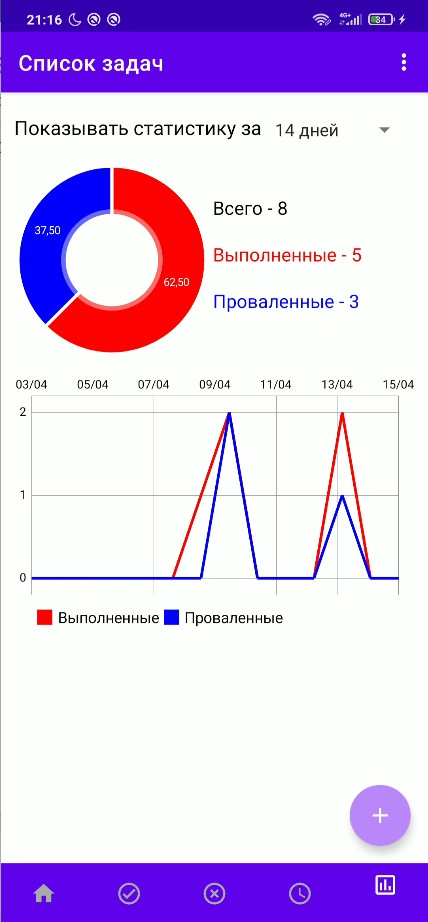 21:16
4G+
84
Список задач
Показывать статистику за 14 дней
37,50
62,50
Всего - 8
Выполненные - 5
Проваленные - 3
03/04 05/04 07/04 09/04 11/04 13/04 15/04
2
1
0
Выполненные Проваленные